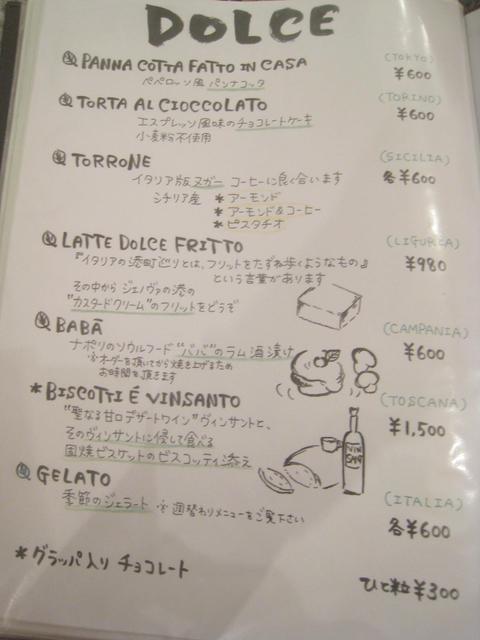 DOLCE
PANNA COTTA FATTO IN CASA (TOKYO)
ペペロッソ風 パンナコッタ ¥600
TORTA AL CIOCCOLATO (TORINO)
エスプレッソ風味のチョコレートケーキ ¥600
小麦粉不使用
TORRONE (SICILIA)
イタリア版ヌガー コーヒーに良く合います 各¥600
シチリア産 *アーモンド
*アーモンド&コーヒー
*ピスタチオ
LATTE DOLCE FRITTO (LIGURIA)
『イタリアの港町巡りとは、フリットをたずね歩くようなもの』 ¥980
という言葉があります
その中から ジェノヴァの港の
"カスタードクリーム"のフリットをどうぞ
BABÀ (CAMPANIA)
ナポリのソウルフード"ババ"のラム酒漬け ¥600
※オーダーを頂いてから焼き上げるため
お時間を頂きます
*BISCOTTI É VINSANTO (TOSCANA)
"聖なる甘口デザートワイン"ヴィンサントと、 ¥1,500
そのヴィンサントに浸して食べる
固焼ビスケットのビスコッティ添え
VIN
SANT
GELATO (ITALIA)
季節のジェラート ※週替わりメニューをご覧下さい 各¥600
*グラッパ入り チョコレート
ひと粒¥300